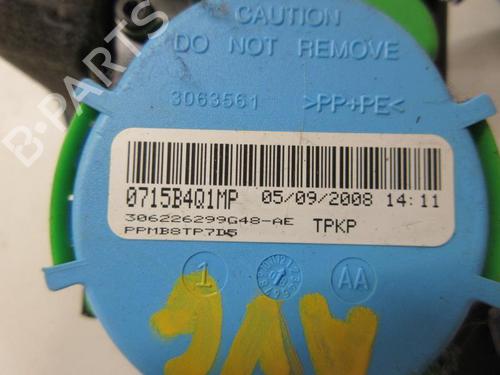 CAUTION
DO NOT REMOVE
3063561 >PP+PE<
0715B4Q1MP 05/09/2008 14:11
306226299G48-AE TPKP
PPMB8TP7D5
1 AA
B-PARTS